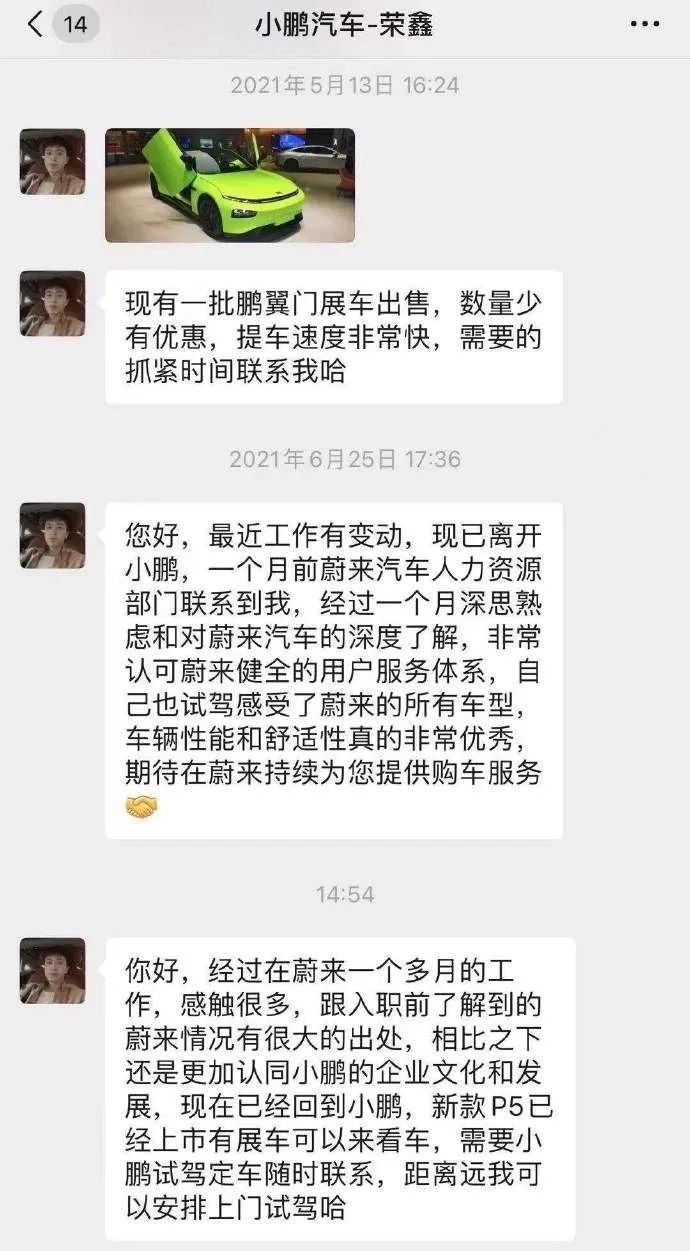 14
小鹏汽车-荣鑫
2021年5月13日 16:24
现有一批鹏翼门展车出售，数量少
有优惠，提车速度非常快，需要的
抓紧时间联系我哈
2021年6月25日 17:36
您好，最近工作有变动，现已离开
小鹏，一个月前蔚来汽车人力资源
部门联系到我，经过一个月深思熟
虑和对蔚来汽车的深度了解，非常
认可蔚来健全的用户服务体系，自
己也试驾感受了蔚来的所有车型，
车辆性能和舒适性真的非常优秀，
期待在蔚来持续为您提供购车服务
🤝
14:54
你好，经过在蔚来一个多月的工
作，感触很多，跟入职前了解到的
蔚来情况有很大的出处，相比之下
还是更加认同小鹏的企业文化和发
展，现在已经回到小鹏，新款P5已
经上市有展车可以来看车，需要小
鹏试驾定车随时联系，距离远我可
以安排上门试驾哈